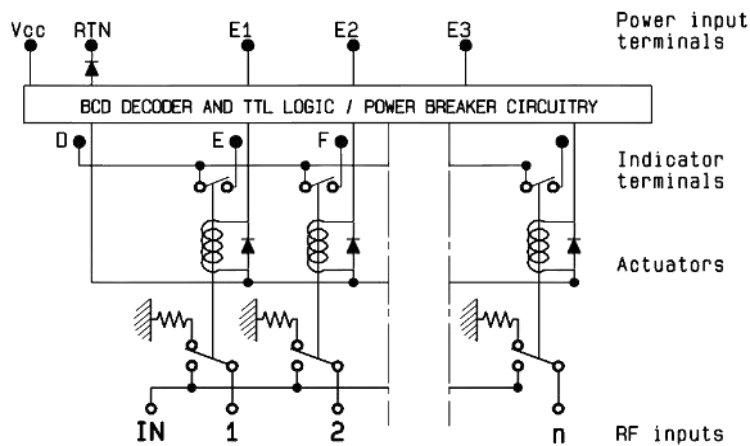 Vcc RTN E1 E2 E3 Power input
terminals
BCD DECODER AND TTL LOGIC / POWER BREAKER CIRCUITRY
D E F Indicator
terminals
Actuators
IN 1 2 n RF inputs